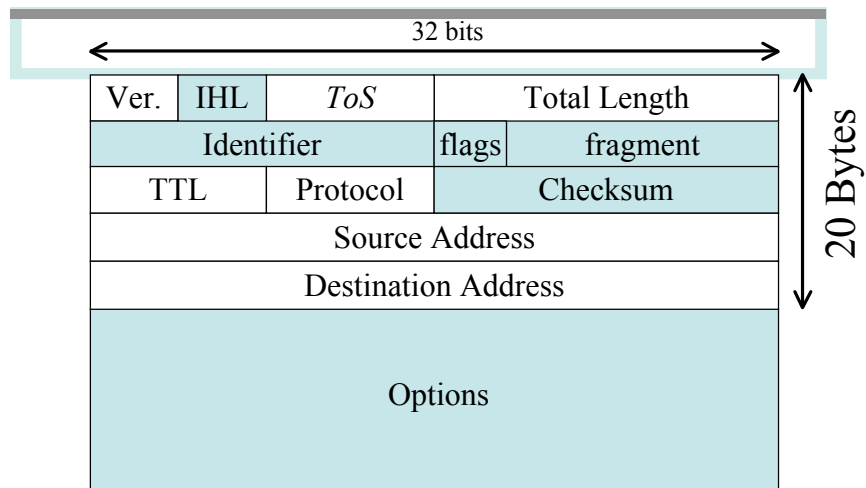 32 bits
Ver. IHL ToS Total Length
Identifier flags fragment
TTL Protocol Checksum
Source Address
Destination Address
Options
20 Bytes